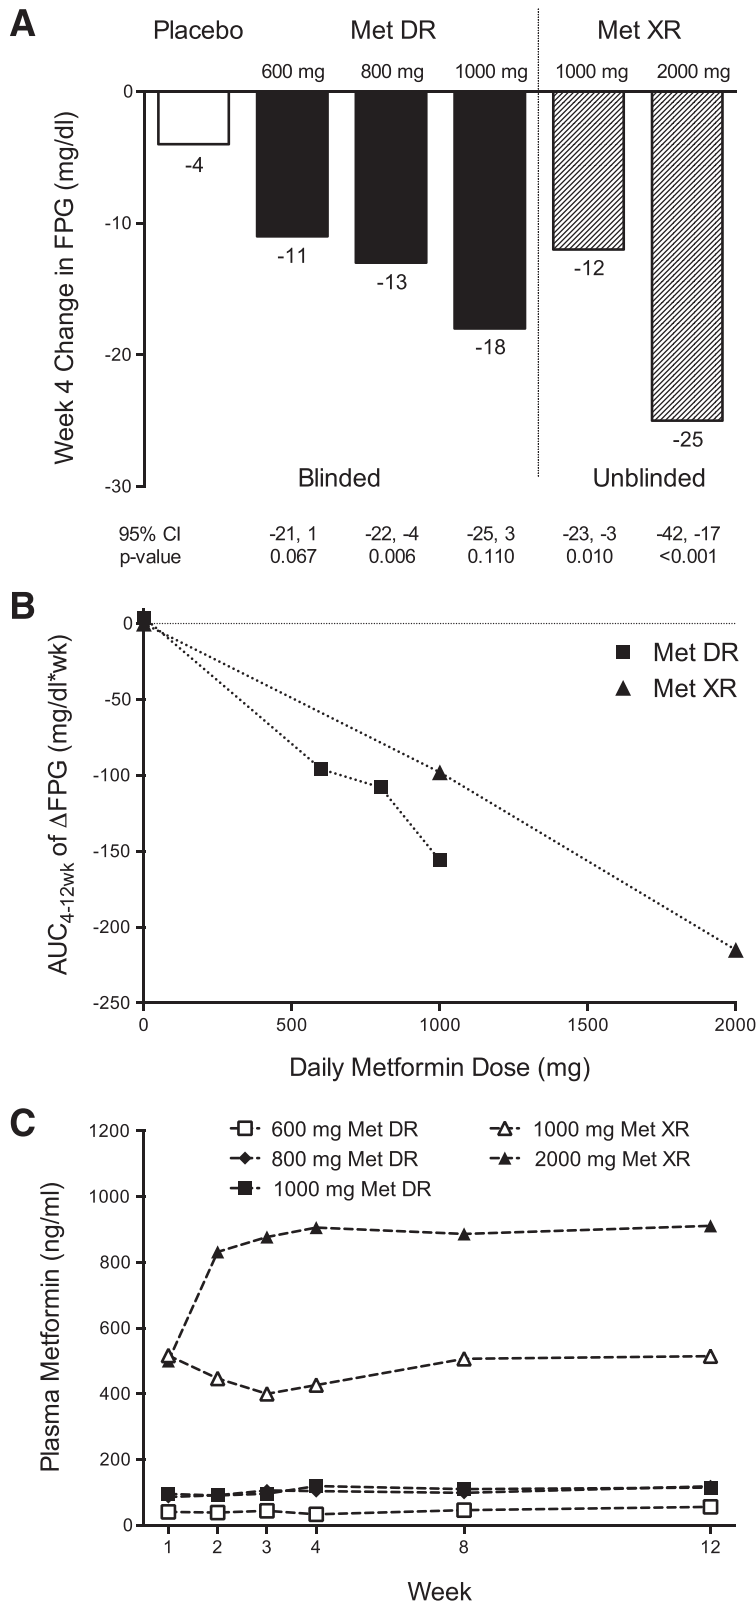 A
Placebo Met DR Met XR
600 mg 800 mg 1000 mg 1000 mg 2000 mg
Week 4 Change in FPG (mg/dl)
0
-10
-20
-30
-4
-11
-13
-18
-12
-25
Blinded Unblinded
95% CI -21, 1 -22, -4 -25, 3 -23, -3 -42, -17
p-value 0.067 0.006 0.110 0.010 <0.001
B
AUC4-12wk of ΔFPG (mg/dl*wk)
0
-50
-100
-150
-200
-250
Met DR
Met XR
0 500 1000 1500 2000
Daily Metformin Dose (mg)
C
Plasma Metformin (ng/ml)
1200
1000
800
600
400
200
0
600 mg Met DR 1000 mg Met XR
800 mg Met DR 2000 mg Met XR
1000 mg Met DR
1 2 3 4 8 12
Week